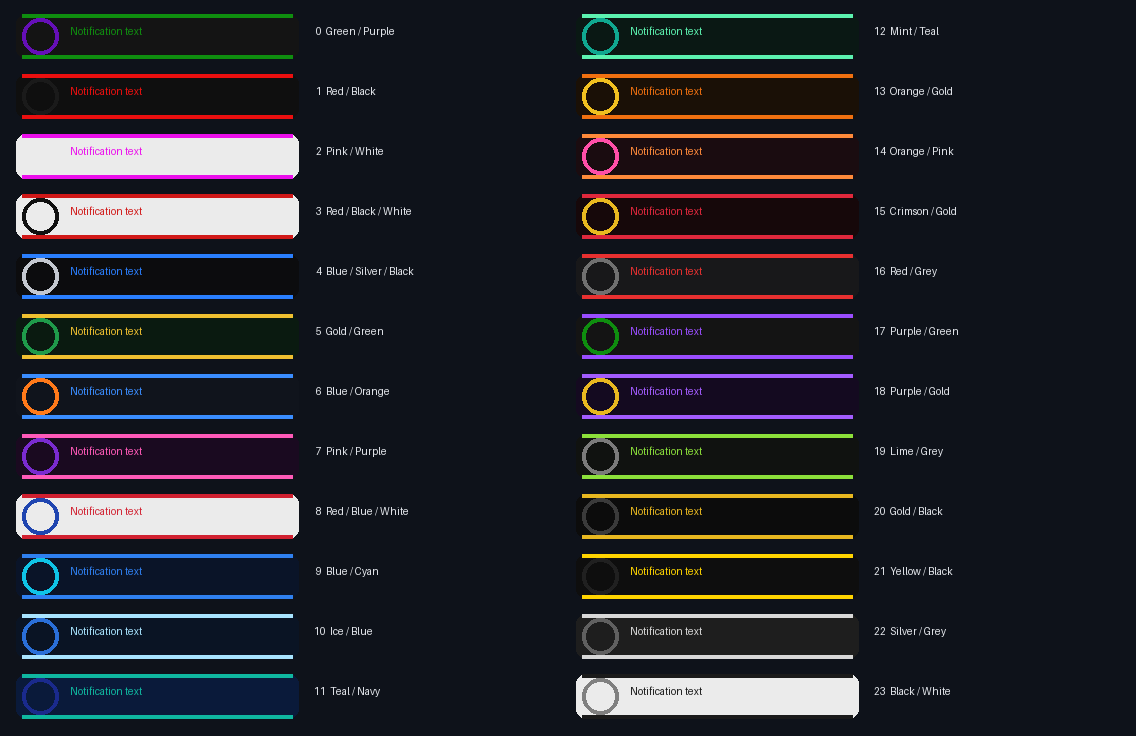 Notification text
0 Green / Purple
Notification text
1 Red / Black
Notification text
2 Pink / White
Notification text
3 Red / Black / White
Notification text
4 Blue / Silver / Black
Notification text
5 Gold / Green
Notification text
6 Blue / Orange
Notification text
7 Pink / Purple
Notification text
8 Red / Blue / White
Notification text
9 Blue / Cyan
Notification text
10 Ice / Blue
Notification text
11 Teal / Navy
Notification text
12 Mint / Teal
Notification text
13 Orange / Gold
Notification text
14 Orange / Pink
Notification text
15 Crimson / Gold
Notification text
16 Red / Grey
Notification text
17 Purple / Green
Notification text
18 Purple / Gold
Notification text
19 Lime / Grey
Notification text
20 Gold / Black
Notification text
21 Yellow / Black
Notification text
22 Silver / Grey
Notification text
23 Black / White